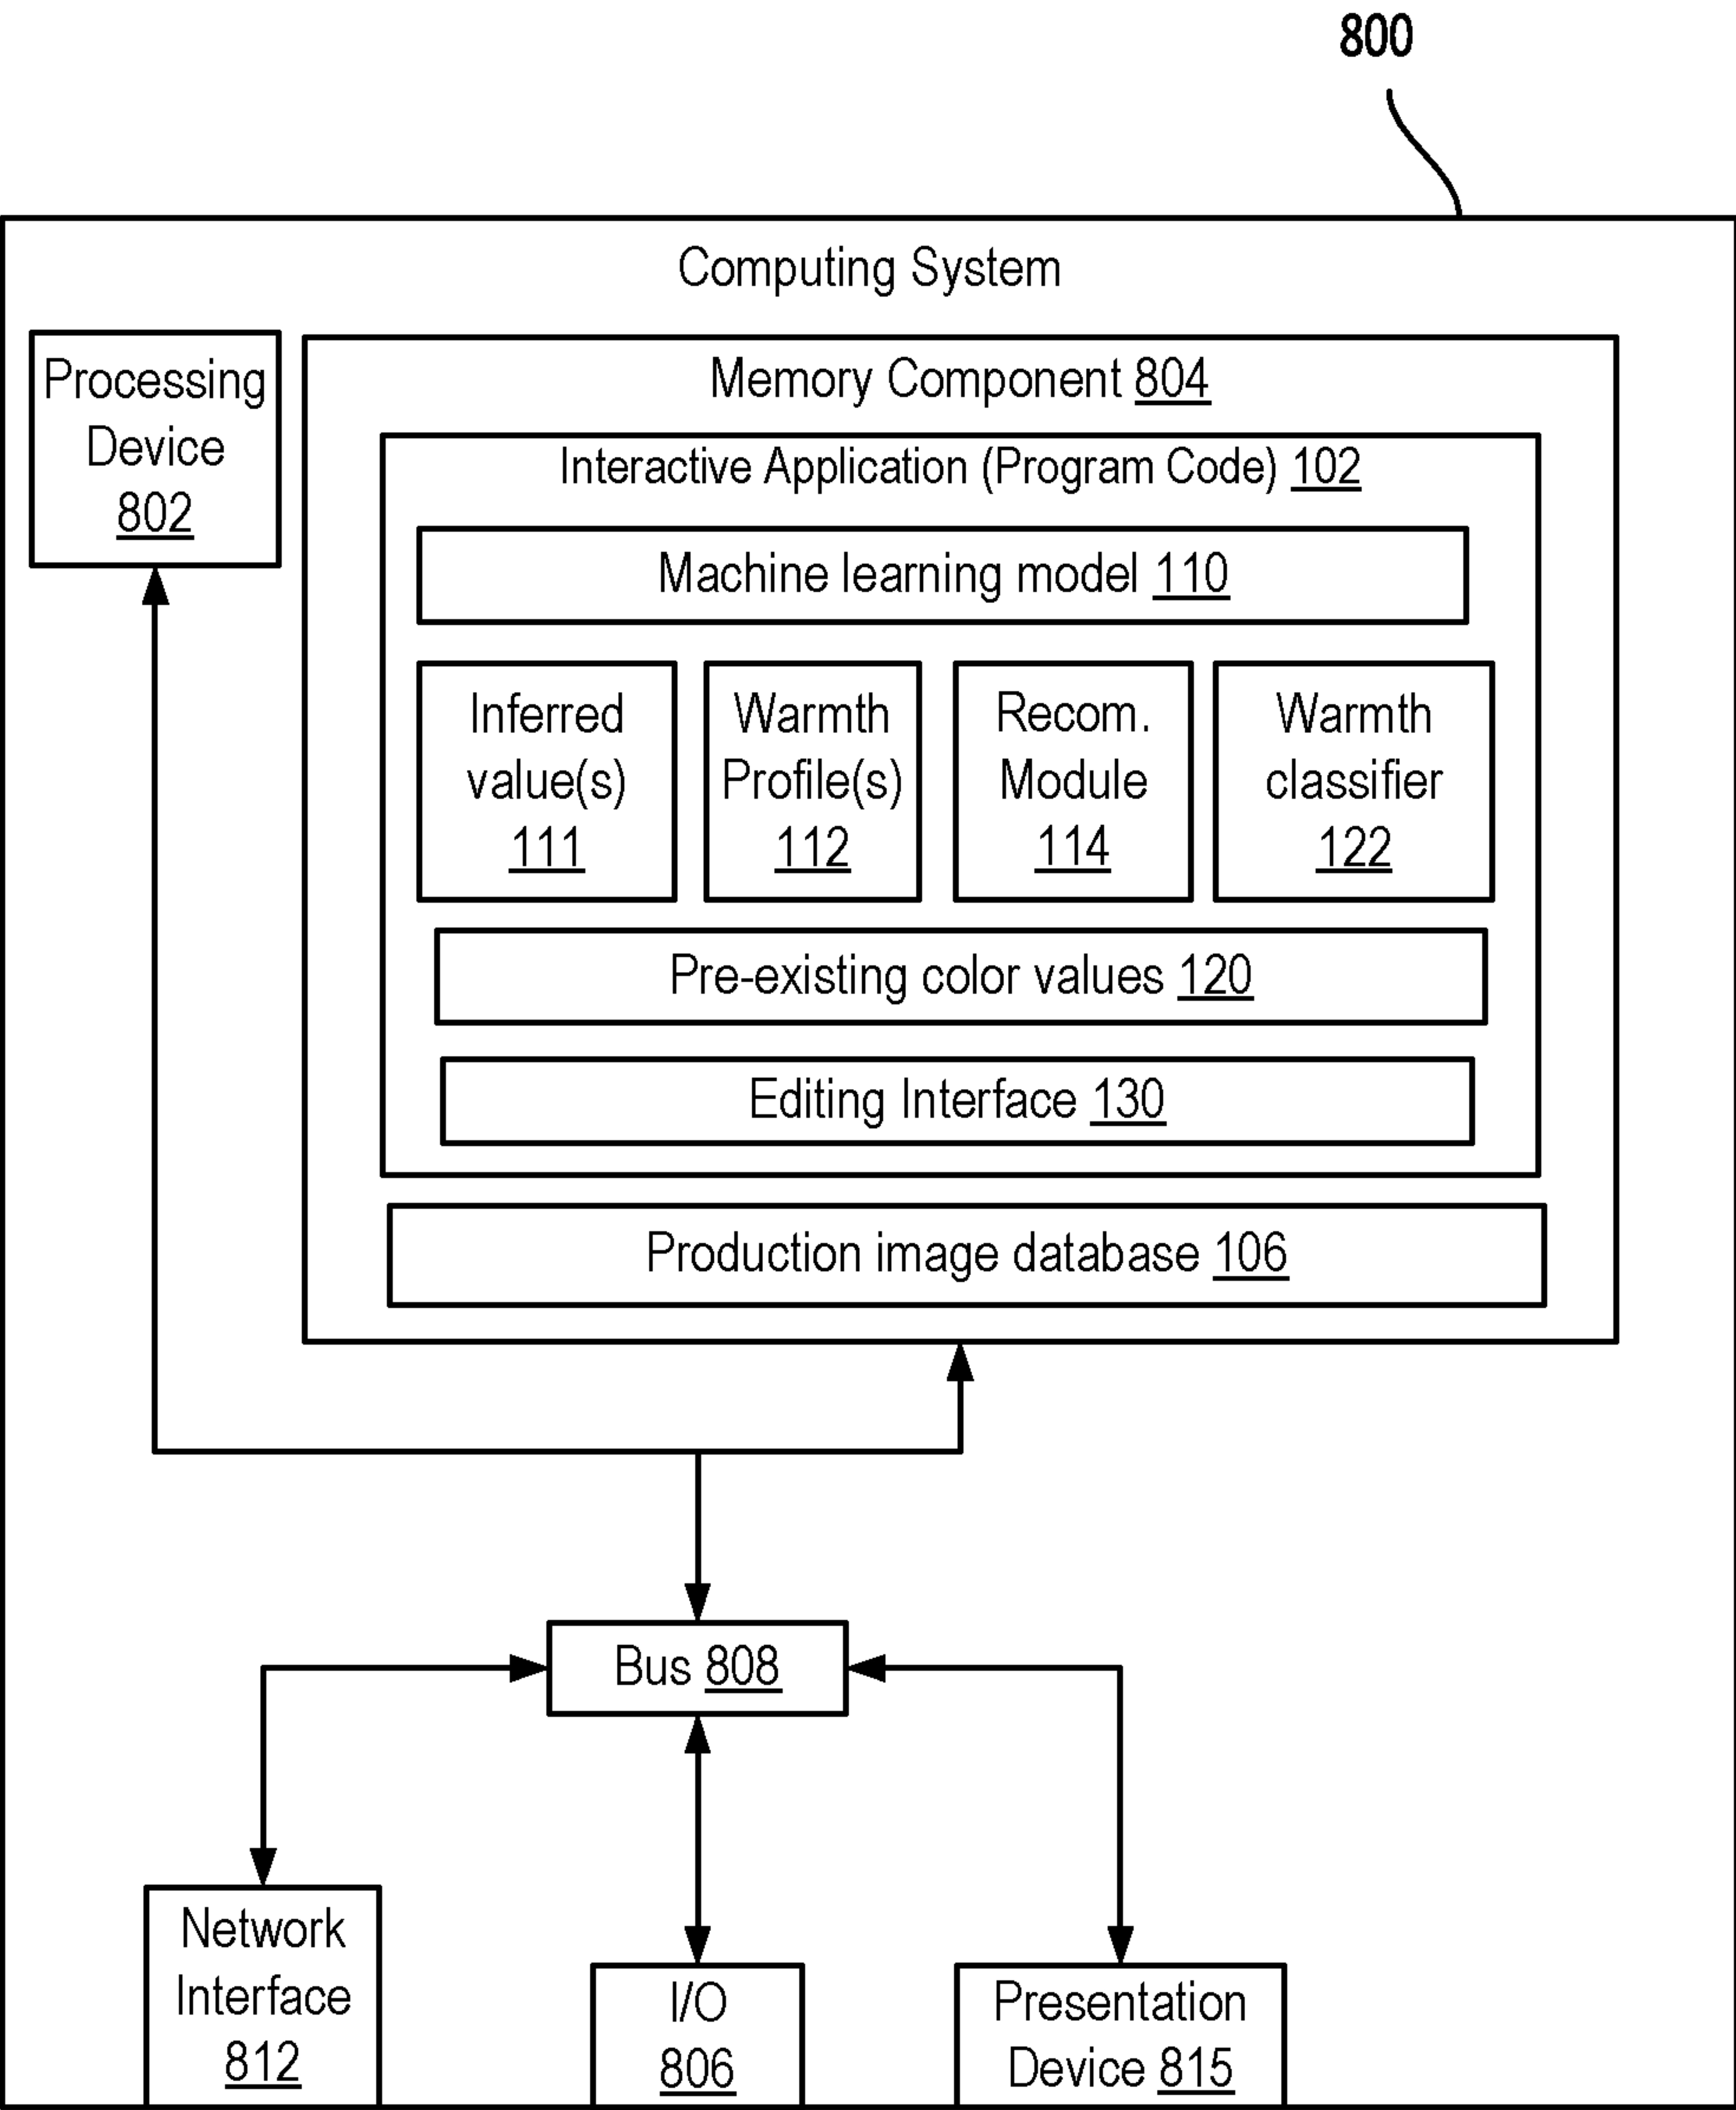 800
Computing System
Processing
Device
802
Memory Component 804
Interactive Application (Program Code) 102
Machine learning model 110
Inferred
value(s)
111
Warmth
Profile(s)
112
Recom.
Module
114
Warmth
classifier
122
Pre-existing color values 120
Editing Interface 130
Production image database 106
Bus 808
Network
Interface
812
I/O
806
Presentation
Device 815